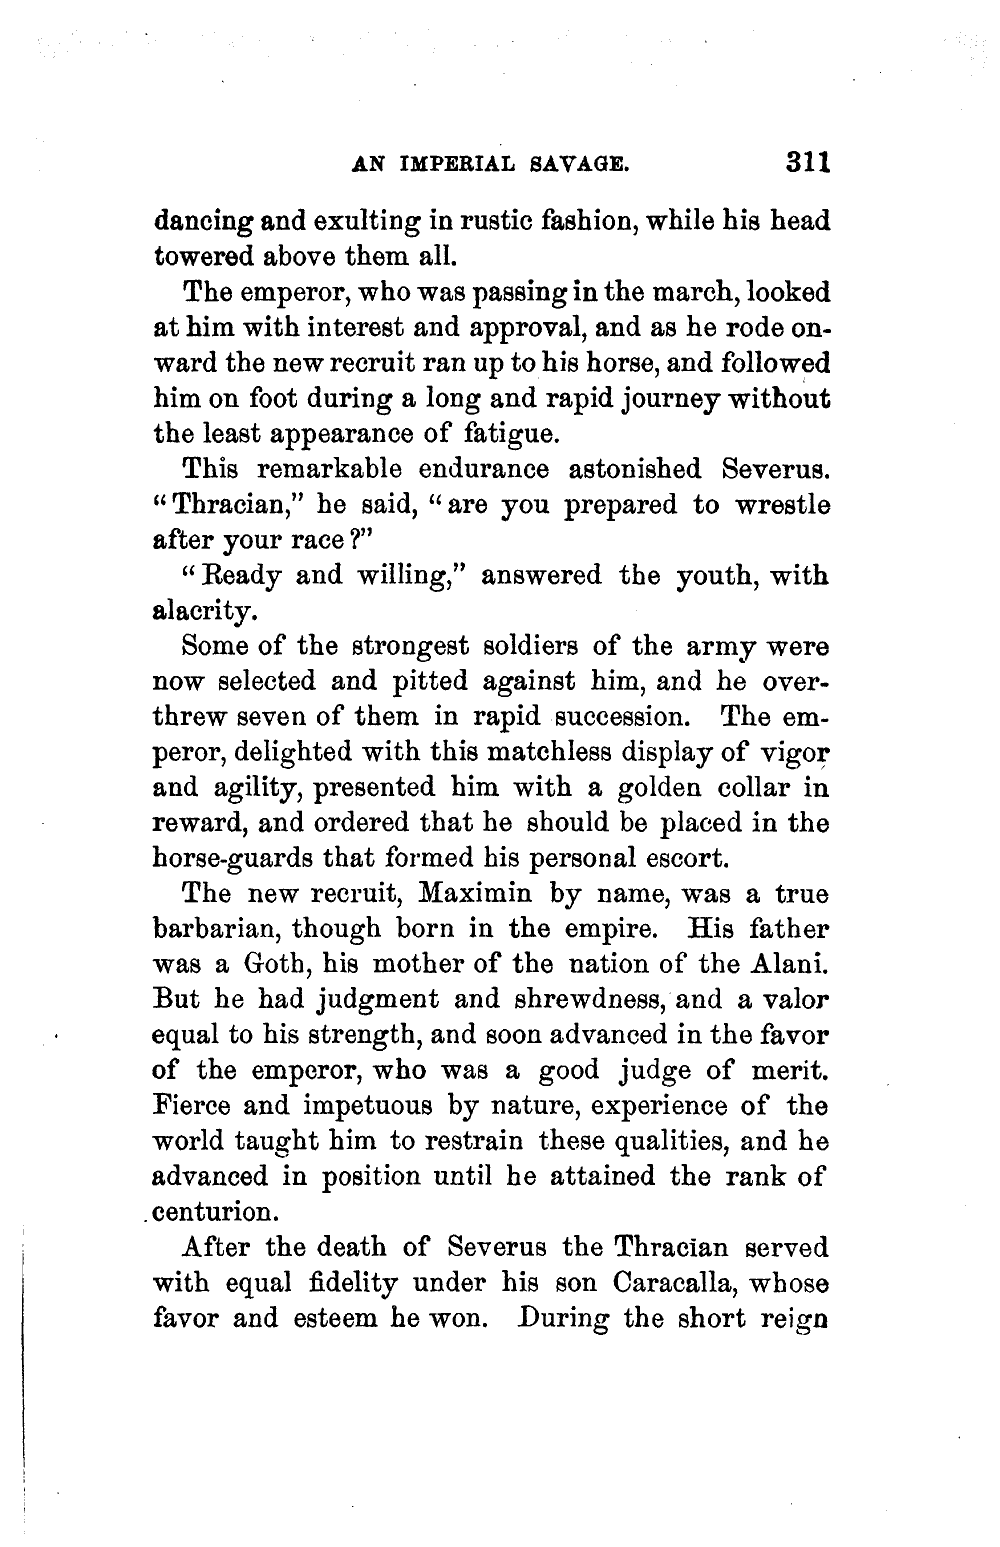 AN IMPERIAL SAVAGE. 311
dancing and exulting in rustic fashion, while his head
towered above them all.
The emperor, who was passing in the march, looked
at him with interest and approval, and as he rode on-
ward the new recruit ran up to his horse, and followed
him on foot during a long and rapid journey without
the least appearance of fatigue.
This remarkable endurance astonished Severus.
“Thracian,” he said, “are you prepared to wrestle
after your race?”
“Ready and willing,” answered the youth, with
alacrity.
Some of the strongest soldiers of the army were
now selected and pitted against him, and he over-
threw seven of them in rapid succession. The em-
peror, delighted with this matchless display of vigor
and agility, presented him with a golden collar in
reward, and ordered that he should be placed in the
horse-guards that formed his personal escort.
The new recruit, Maximin by name, was a true
barbarian, though born in the empire. His father
was a Goth, his mother of the nation of the Alani.
But he had judgment and shrewdness, and a valor
equal to his strength, and soon advanced in the favor
of the emperor, who was a good judge of merit.
Fierce and impetuous by nature, experience of the
world taught him to restrain these qualities, and he
advanced in position until he attained the rank of
centurion.
After the death of Severus the Thracian served
with equal fidelity under his son Caracalla, whose
favor and esteem he won. During the short reign